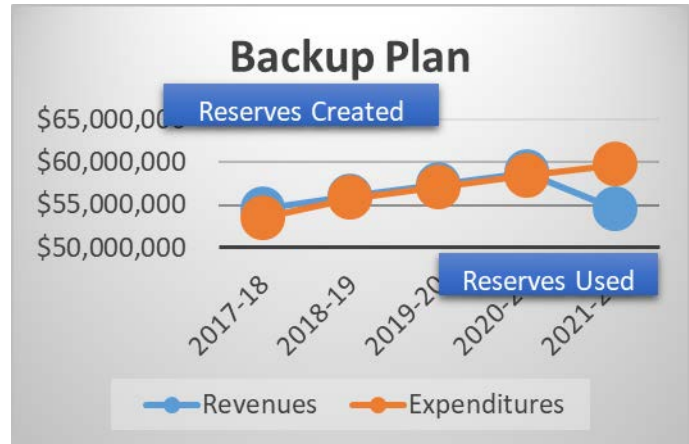 Backup Plan
Reserves Created
$65,000,000
$60,000,000
$55,000,000
$50,000,000
Reserves Used
2017-18
2018-19
2019-20
2020-2
2021-2
Revenues
Expenditures